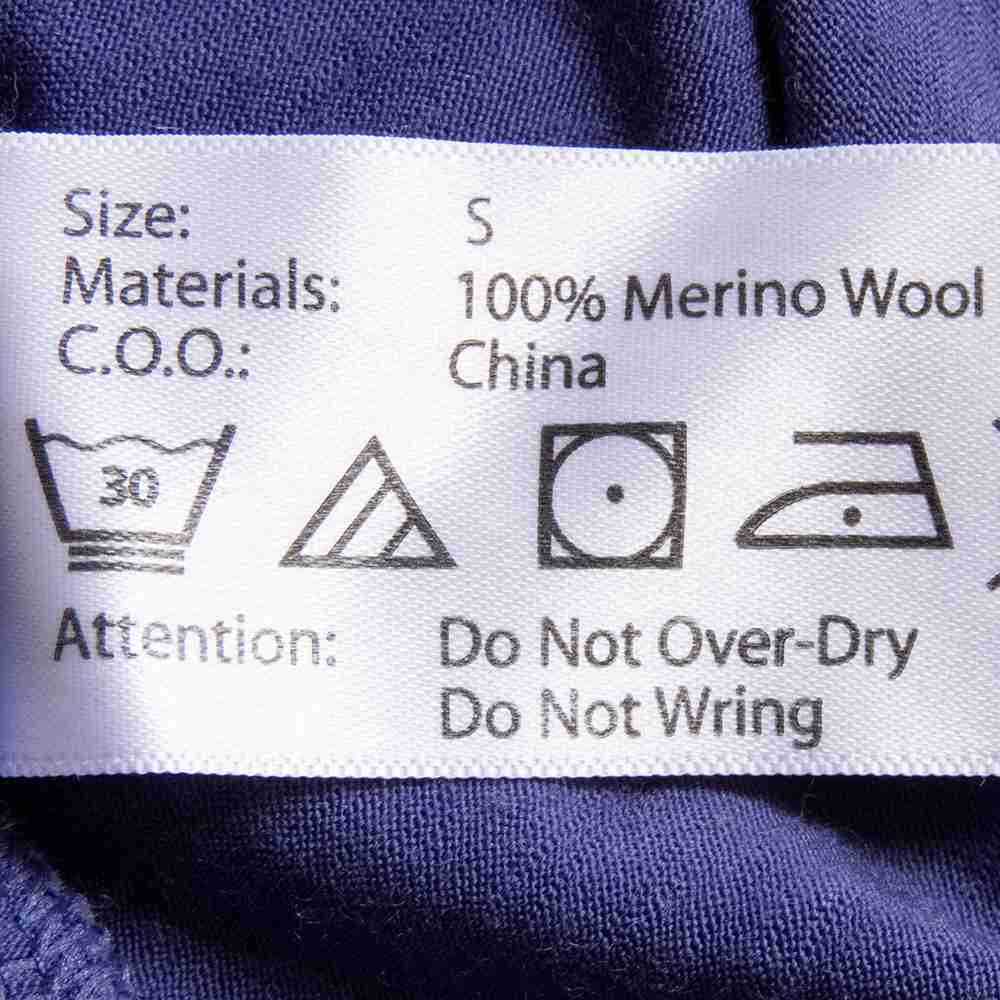 Size: S
Materials: 100% Merino Wool
C.O.O.: China
30
Attention: Do Not Over-Dry
Do Not Wring